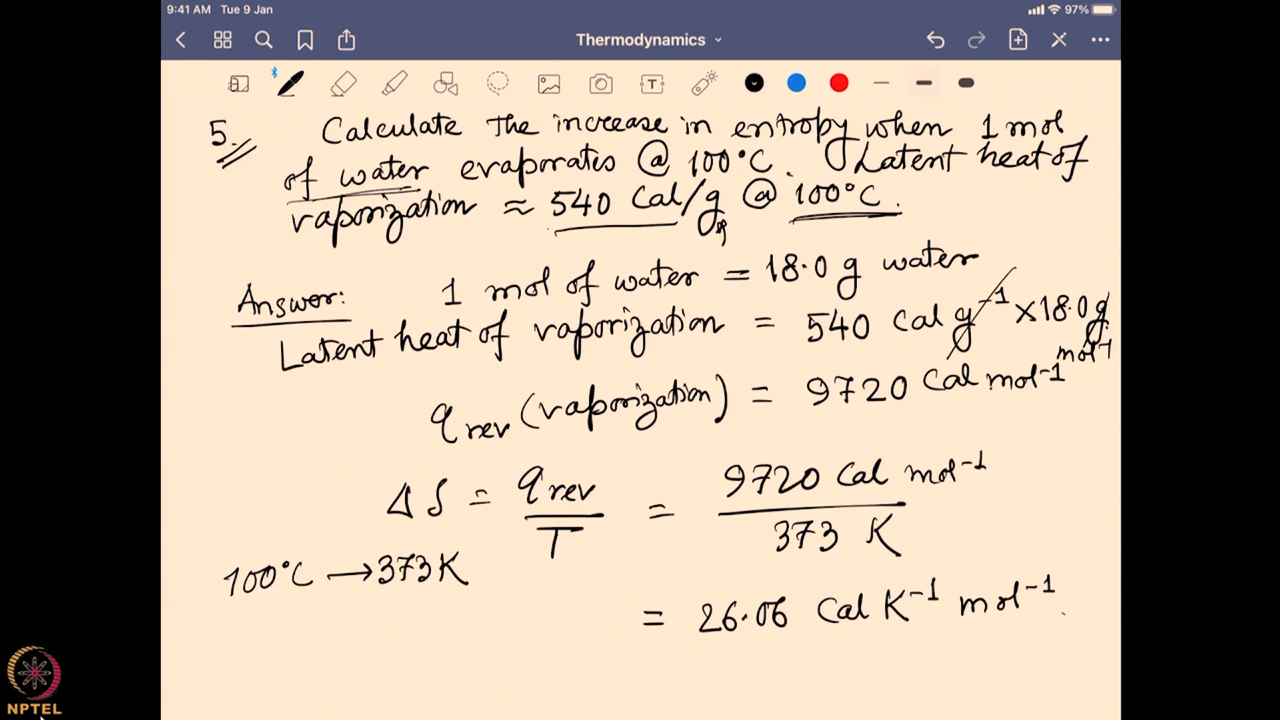 9:41 AM Tue 9 Jan
97%
Thermodynamics
T
5. Calculate the increase in entropy when 1 mol
of water evaporates @ 100°C. Latent heat of
vaporization ≈ 540 Cal/g @ 100°C.
Answer: 1 mol of water = 18.0 g water
Latent heat of vaporization = 540 Cal g⁻¹ × 18.0 g mol⁻¹
q rev (vaporization) = 9720 Cal mol⁻¹
ΔS = q rev / T = 9720 Cal mol⁻¹ / 373 K
100°C → 373K
= 26.06 Cal K⁻¹ mol⁻¹.
NPTEL